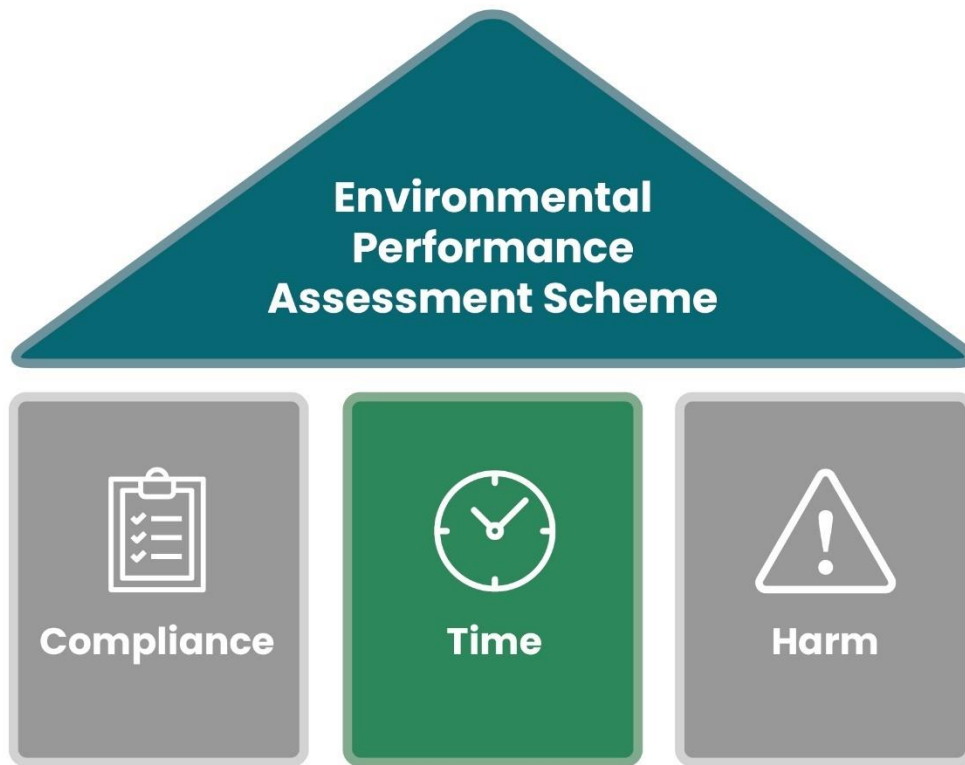 Environmental
Performance
Assessment Scheme
Compliance
Time
Harm